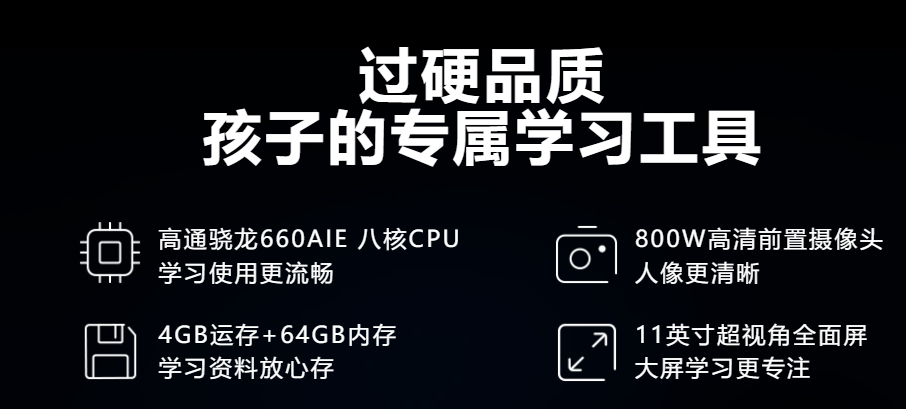 过硬品质
孩子的专属学习工具
高通骁龙660AIE 八核CPU
学习使用更流畅
800W高清前置摄像头
人像更清晰
4GB运存+64GB内存
学习资料放心存
11英寸超视角全面屏
大屏学习更专注